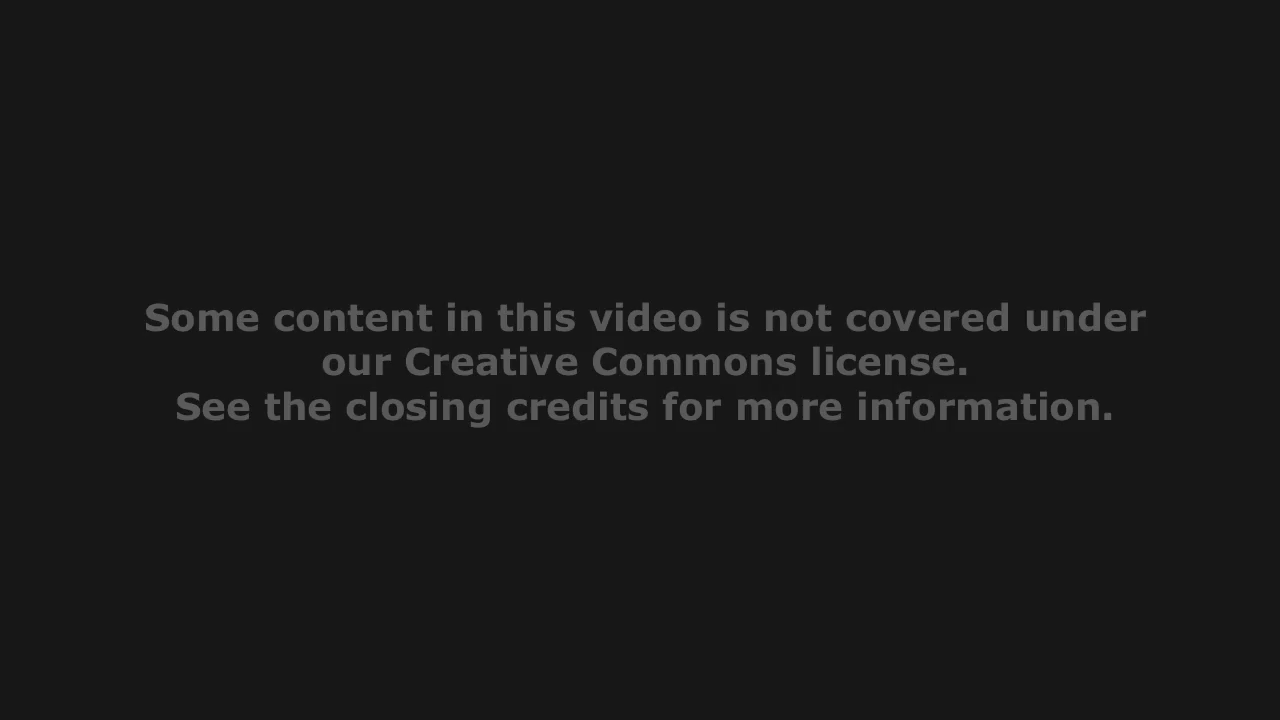 Some content in this video is not covered under
our Creative Commons license.
See the closing credits for more information.